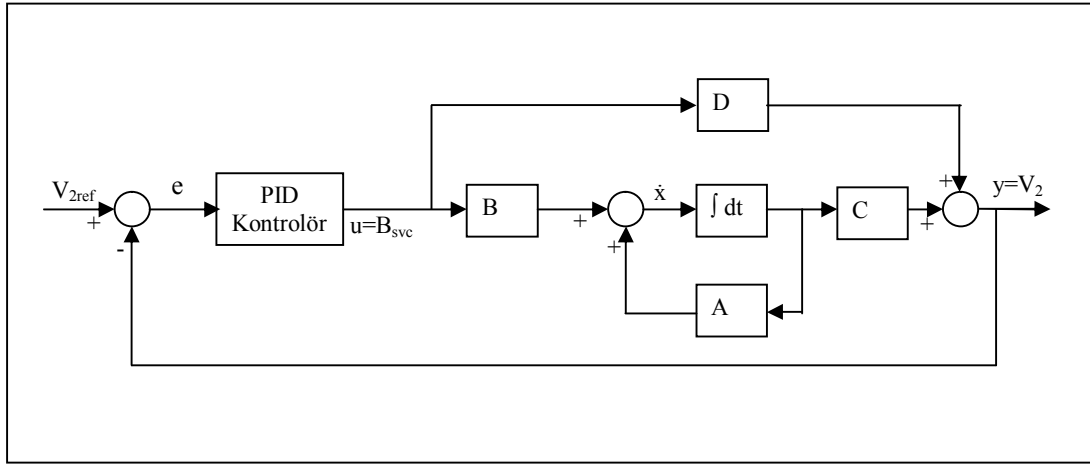 D
V2ref
e
PID
Kontrolör
u=Bsvc
B
ẋ
∫ dt
C
y=V2
A
+
-
+
+
+
+